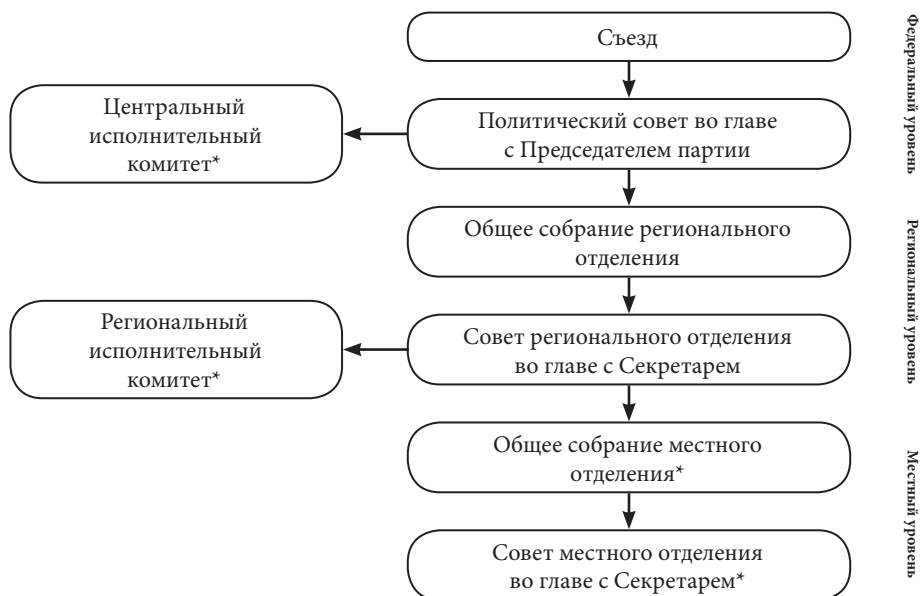 Съезд
Центральный
исполнительный
комитет*
Политический совет во главе
с Председателем партии
Федеральный уровень
Общее собрание регионального
отделения
Региональный
исполнительный
комитет*
Совет регионального отделения
во главе с Секретарем
Региональный уровень
Общее собрание местного
отделения*
Совет местного отделения
во главе с Секретарем*
Местный уровень